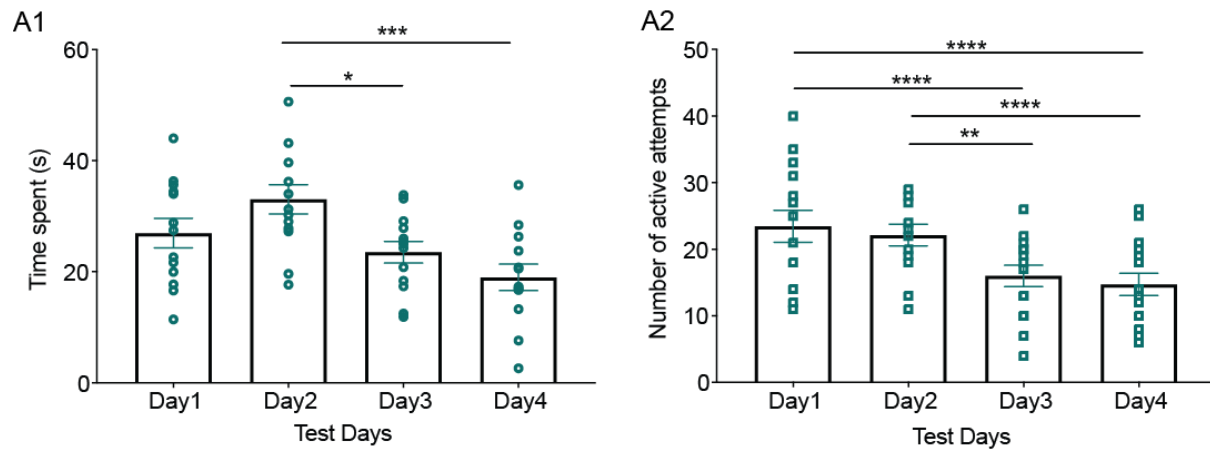 A1
Time spent (s)
60
40
20
0
***
*
Day1 Day2 Day3 Day4
Test Days
A2
Number of active attempts
50
40
30
20
10
0
****
****
****
**
Day1 Day2 Day3 Day4
Test Days